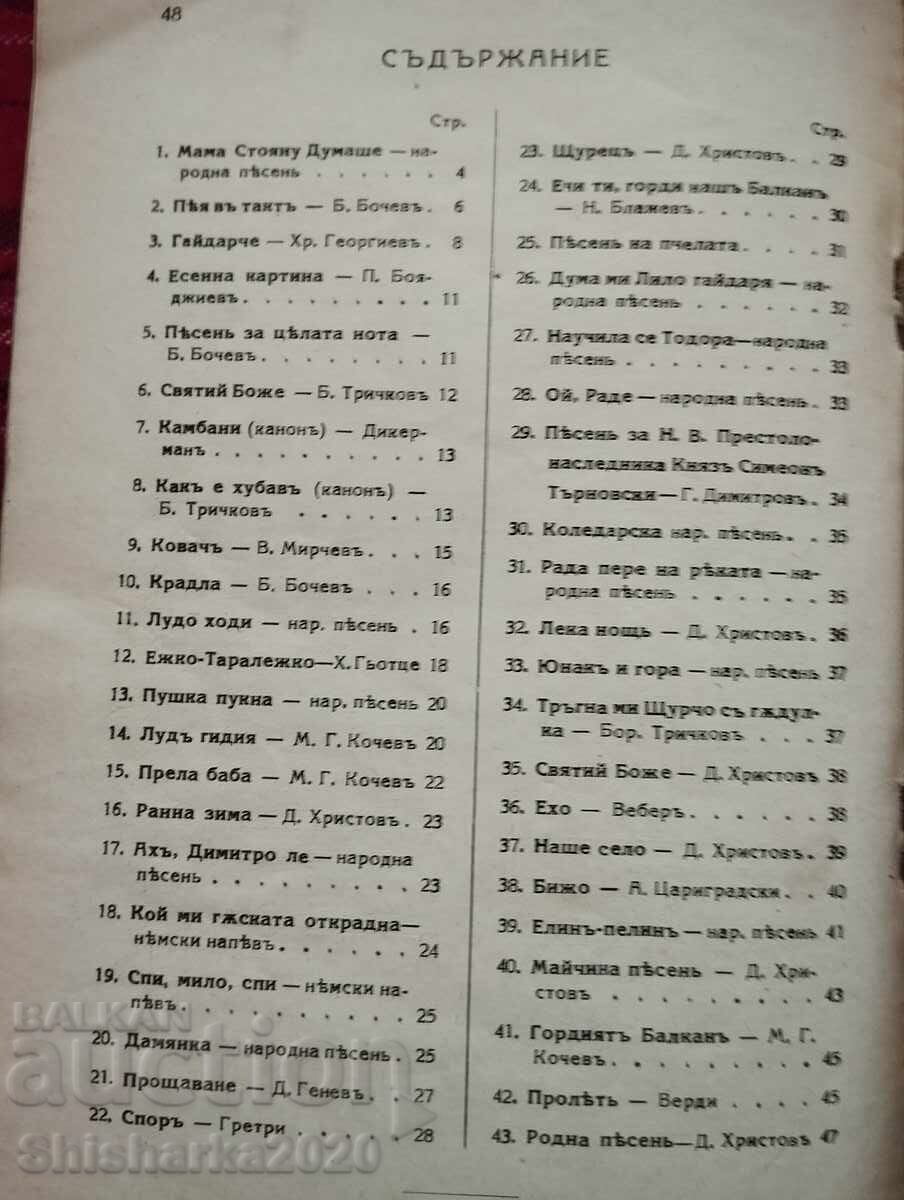 48
СЪДЪРЖАНИЕ
Стр.
1. Мама Стояну Думаше — на-
родна пѣсень . . . . . . 4
2. Пѣя въ тактъ — Б. Бочевъ . 6
3. Гайдарче — Хр. Георгиевъ . 8
4. Есенна картина — П. Боя-
джиевъ . . . . . . . . 11
5. Пѣсень за цѣлата нота —
Б. Бочевъ . . . . . . . 11
6. Святий Боже — Б. Тричковъ 12
7. Камбани (канонъ) — Дикер-
манъ . . . . . . . . . . 13
8. Какъ е хубавъ (канонъ) —
Б. Тричковъ . . . . . . 13
9. Ковачъ — В. Мирчевъ . . . 15
10. Крадла — Б. Бочевъ . . . 16
11. Лудо ходи — нар. пѣсень . 16
12. Ежко-Таралежко—Х. Гьотце 18
13. Пушка пукна — нар. пѣсень 20
14. Лудъ гидия — М. Г. Кочевъ 20
15. Прела баба — М. Г. Кочевъ 22
16. Ранна зима — Д. Христовъ . 23
17. Ахъ, Димитро ле — народна
пѣсень . . . . . . . . . 23
18. Кой ми гѫската открадна—
нѣмски напѣвъ . . . . . . 24
19. Спи, мило, спи — нѣмски на-
пѣвъ . . . . . . . . . . 25
20. Дамянка — народна пѣсень . 25
21. Прощаване — Д. Геневъ . . 27
22. Споръ — Гретри . . . . . 28
Стр.
23. Щурецъ — Д. Христовъ . . 29
24. Ечи ти, горди нашъ Балканъ
— Н. Блажевъ . . . . . . 30
25. Пѣсень на пчелата . . . . 31
26. Дума ми Лило гайдаря — на-
родна пѣсень . . . . . . 32
27. Научила се Тодора—народна
пѣсень . . . . . . . . . 33
28. Ой, Раде — народна пѣсень . 33
29. Пѣсень за Н. В. Престоло-
наследника Князъ Симеонъ
Търновски — Г. Димитровъ . 34
30. Коледарска нар. пѣсень . . 35
31. Рада пере на рѣката — на-
родна пѣсень . . . . . . 35
32. Лека нощь — Д. Христовъ . 36
33. Юнакъ и гора — нар. пѣсень 37
34. Тръгна ми Щурчо съ гѫдул-
ка — Бор. Тричковъ . . . 37
35. Святий Боже — Д. Христовъ 38
36. Ехо — Веберъ . . . . . . 38
37. Наше село — Д. Христовъ . 39
38. Бижо — А. Цариградски . . 40
39. Елинъ-пелинъ — нар. пѣсень 41
40. Майчина пѣсень — Д. Хри-
стовъ . . . . . . . . . 43
41. Гордиятъ Балканъ — М. Г.
Кочевъ . . . . . . . . . 45
42. Пролѣть — Верди . . . . 45
43. Родна пѣсень—Д. Христовъ 47
BALKAN
auction
Shisharka2020